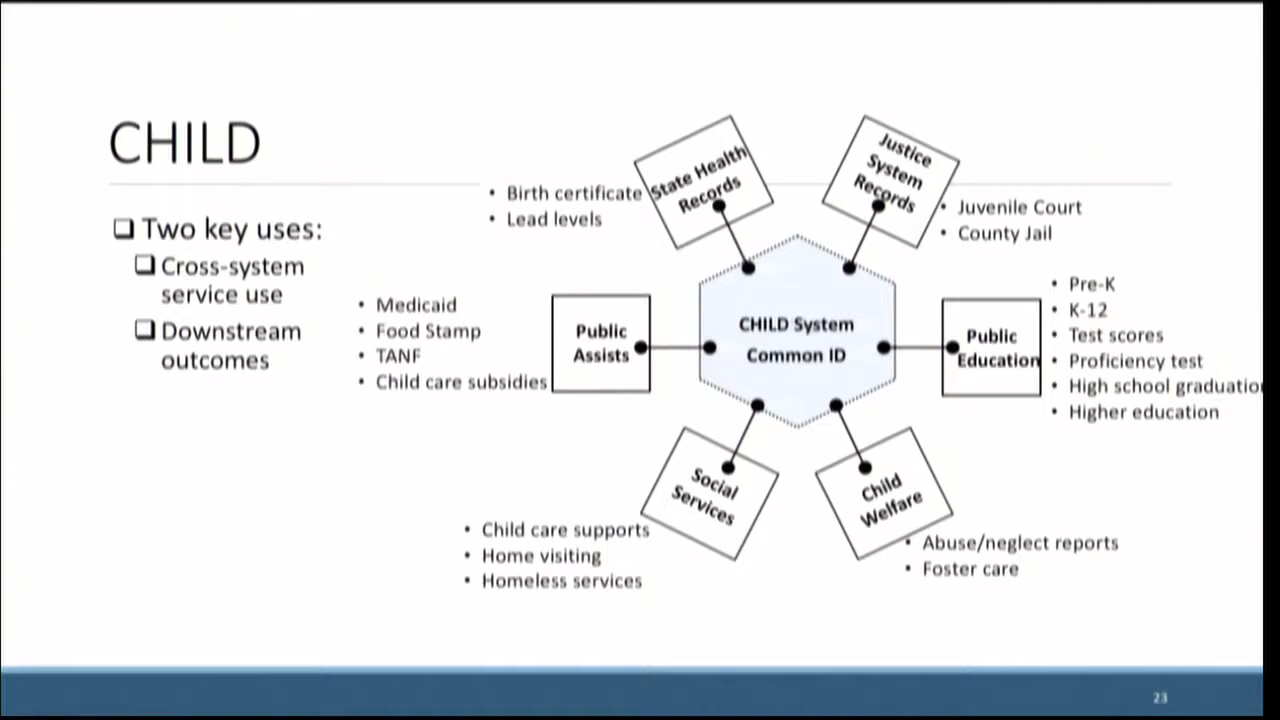 CHILD
Two key uses:
Cross-system
service use
Downstream
outcomes
State Health
Records
• Birth certificate
• Lead levels
Justice
System
Records
• Juvenile Court
• County Jail
Public
Assists
• Medicaid
• Food Stamp
• TANF
• Child care subsidies
CHILD System
Common ID
Public
Education
• Pre-K
• K-12
• Test scores
• Proficiency test
• High school graduation
• Higher education
Social
Services
• Child care supports
• Home visiting
• Homeless services
Child
Welfare
• Abuse/neglect reports
• Foster care
23